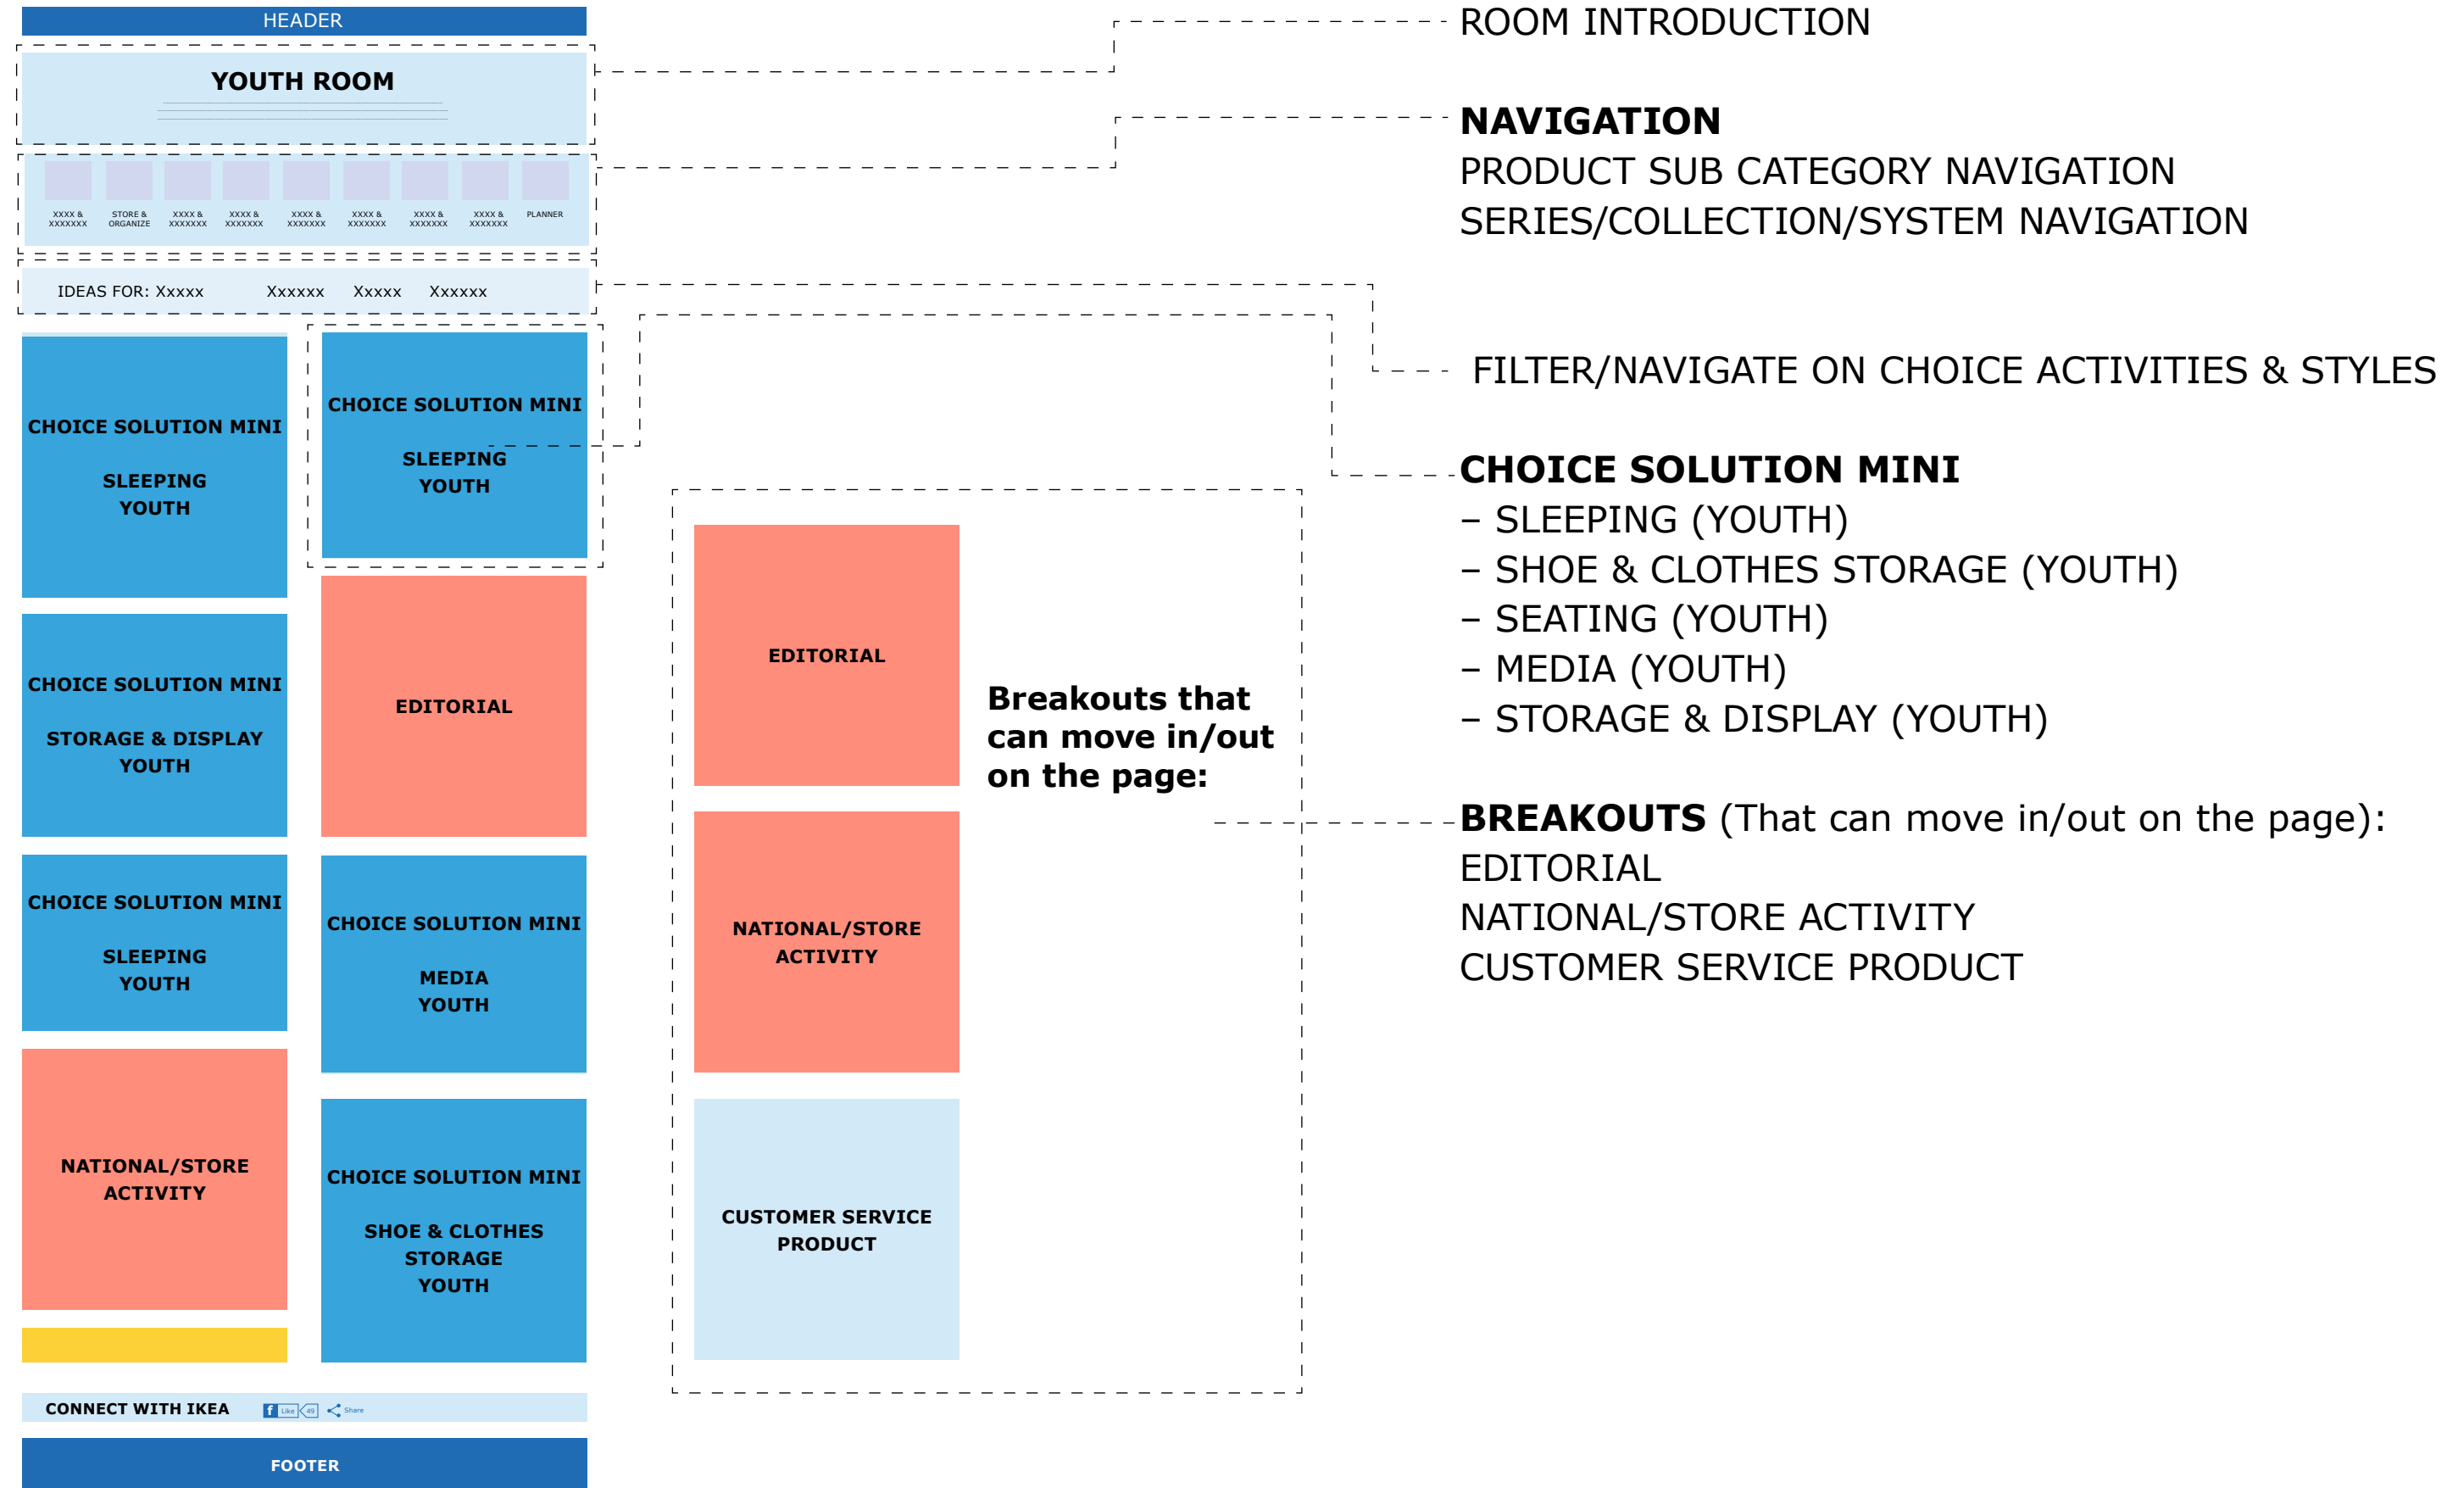 HEADER
YOUTH ROOM
XXXX &
XXXXXXX
STORE &
ORGANIZE
XXXX &
XXXXXXX
XXXX &
XXXXXXX
XXXX &
XXXXXXX
XXXX &
XXXXXXX
XXXX &
XXXXXXX
XXXX &
XXXXXXX
PLANNER
IDEAS FOR: Xxxxx Xxxxxx Xxxxx Xxxxxx
CHOICE SOLUTION MINI
SLEEPING
YOUTH
CHOICE SOLUTION MINI
SLEEPING
YOUTH
CHOICE SOLUTION MINI
STORAGE & DISPLAY
YOUTH
EDITORIAL
CHOICE SOLUTION MINI
SLEEPING
YOUTH
CHOICE SOLUTION MINI
MEDIA
YOUTH
NATIONAL/STORE
ACTIVITY
CHOICE SOLUTION MINI
SHOE & CLOTHES
STORAGE
YOUTH
CONNECT WITH IKEA f Like 49 Share
FOOTER
EDITORIAL
NATIONAL/STORE
ACTIVITY
CUSTOMER SERVICE
PRODUCT
Breakouts that
can move in/out
on the page:
ROOM INTRODUCTION
NAVIGATION
PRODUCT SUB CATEGORY NAVIGATION
SERIES/COLLECTION/SYSTEM NAVIGATION
FILTER/NAVIGATE ON CHOICE ACTIVITIES & STYLES
CHOICE SOLUTION MINI
– SLEEPING (YOUTH)
– SHOE & CLOTHES STORAGE (YOUTH)
– SEATING (YOUTH)
– MEDIA (YOUTH)
– STORAGE & DISPLAY (YOUTH)
BREAKOUTS (That can move in/out on the page):
EDITORIAL
NATIONAL/STORE ACTIVITY
CUSTOMER SERVICE PRODUCT